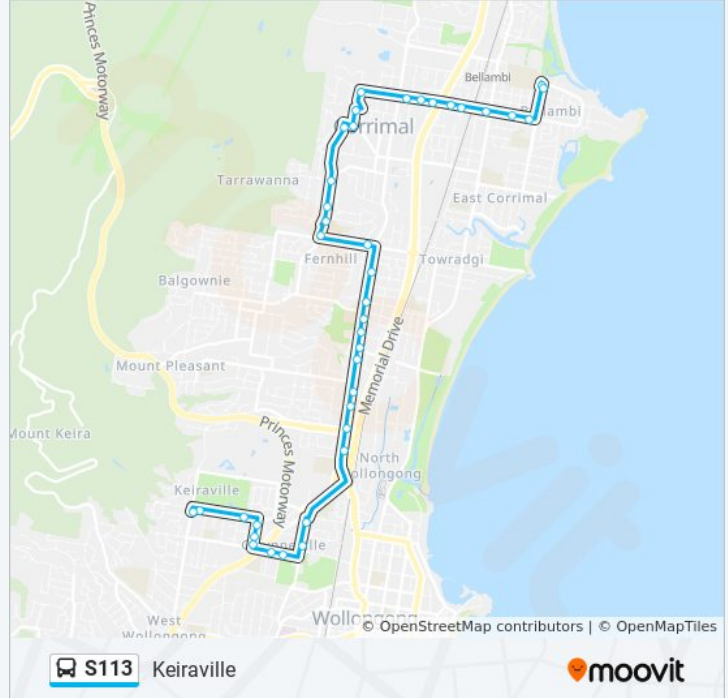 Princes Motorway
Bellambi
Bellambi
Corrimal
Tarrawanna
East Corrimal
Fernhill
Towradgi
Balgownie
Memorial Drive
Mount Pleasant
Mount Keira
Princes Motorway
North
Wollongong
Keiraville
Gwynneville
West
Wollongong
Wollongong
© OpenStreetMap contributors | © OpenMapTiles
S113 Keiraville
moovit